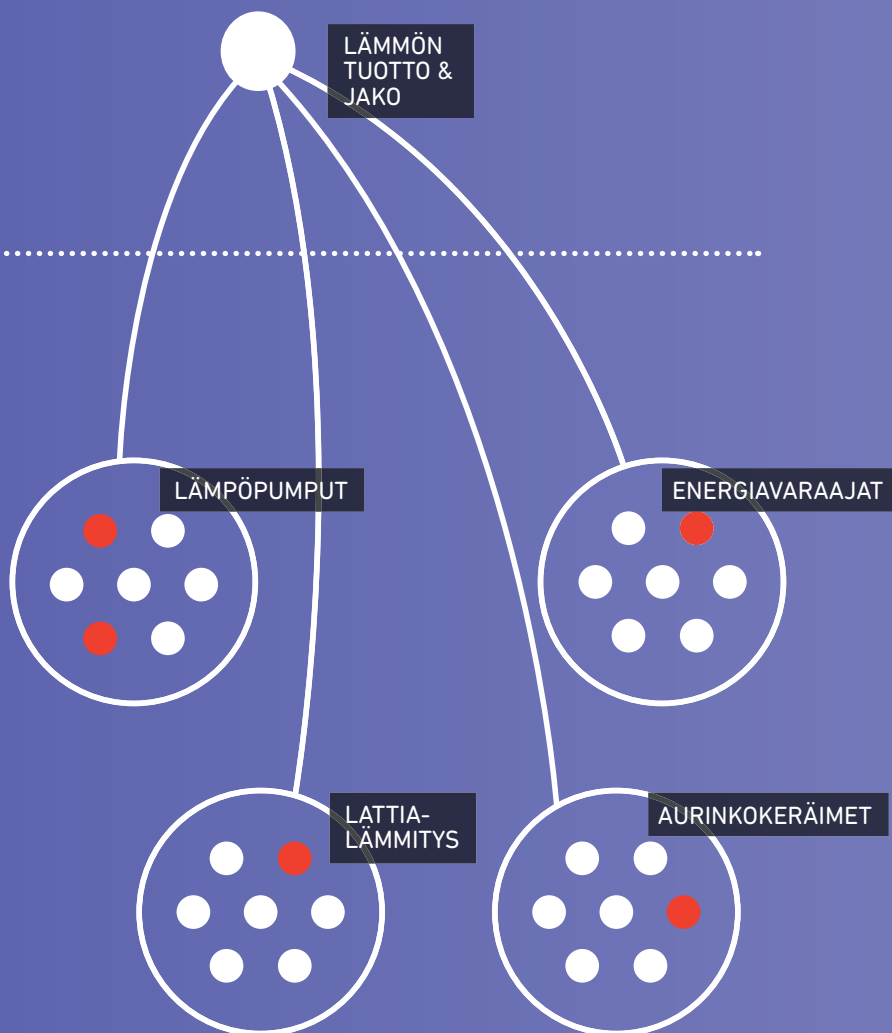 LÄMMÖN
TUOTTO &
JAKO
LÄMPÖPUMPUT
ENERGIAVARAAJAT
LATTIA-
LÄMMITYS
AURINKOKERÄIMET